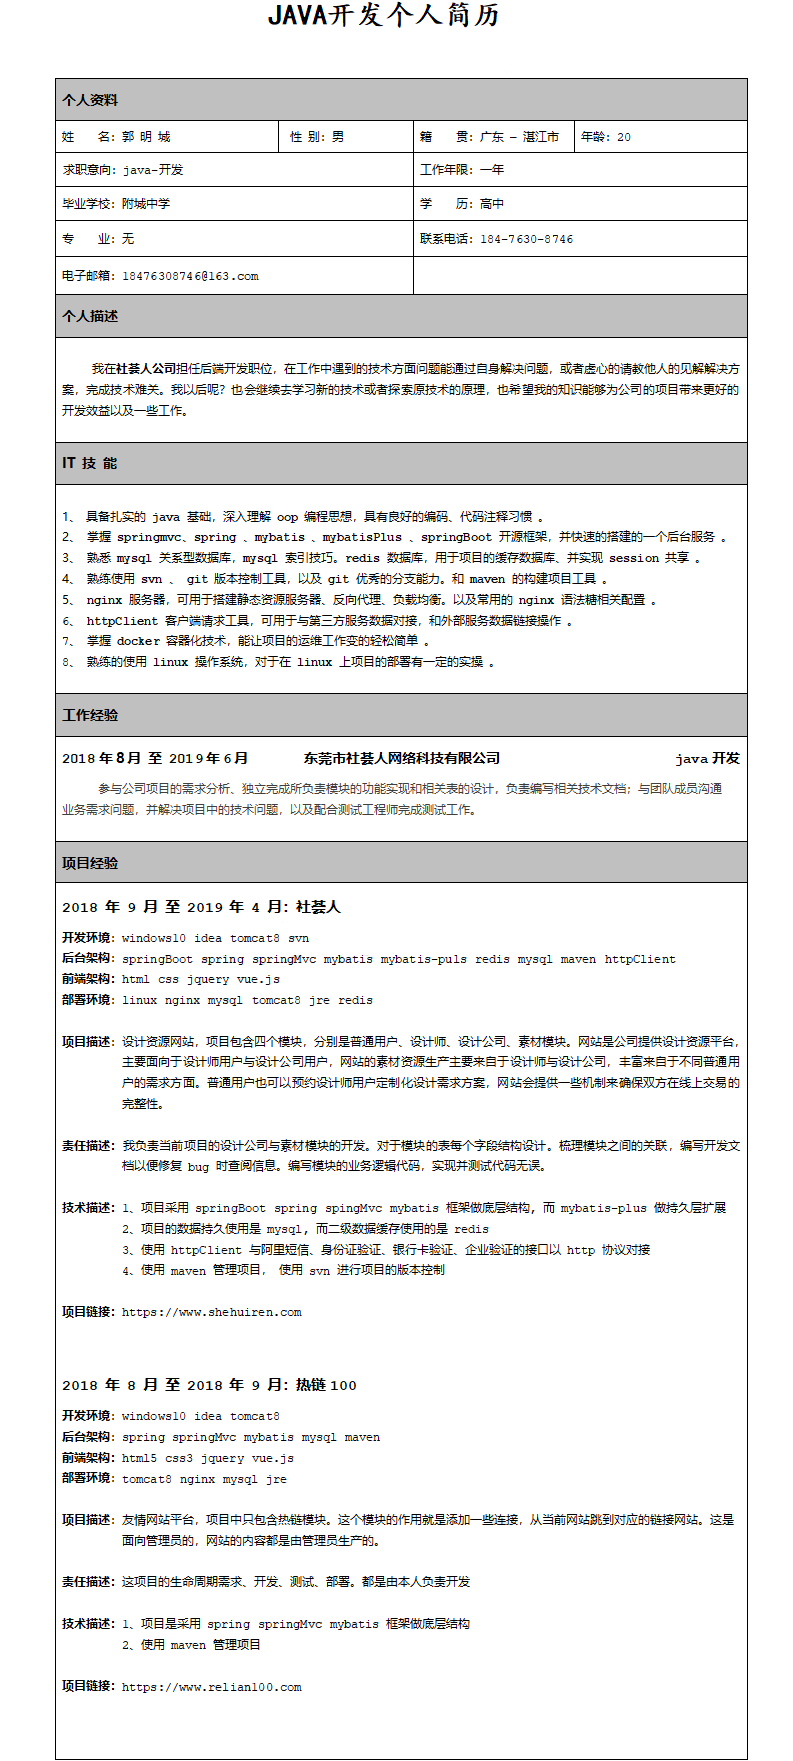 JAVA开发个人简历
个人资料
姓　　名：郭 明 城　性 别：男　籍　　贯：广东 － 湛江市　年龄：20
求职意向：java-开发　工作年限：一年
毕业学校：附城中学　学　　历：高中
专　　业：无　联系电话：184-7630-8746
电子邮箱：18476308746@163.com
个人描述
我在社荟人公司担任后端开发职位，在工作中遇到的技术方面问题能通过自身解决问题，或者虚心的请教他人的见解解决方
案，完成技术难关。我以后呢？也会继续去学习新的技术或者探索原技术的原理，也希望我的知识能够为公司的项目带来更好的
开发效益以及一些工作。
IT 技 能
1、 具备扎实的 java 基础，深入理解 oop 编程思想，具有良好的编码、代码注释习惯 。
2、 掌握 springmvc、spring 、mybatis 、mybatisPlus 、springBoot 开源框架，并快速的搭建的一个后台服务 。
3、 熟悉 mysql 关系型数据库，mysql 索引技巧。redis 数据库，用于项目的缓存数据库、并实现 session 共享 。
4、 熟练使用 svn 、 git 版本控制工具，以及 git 优秀的分支能力。和 maven 的构建项目工具 。
5、 nginx 服务器，可用于搭建静态资源服务器、反向代理、负载均衡。以及常用的 nginx 语法糖相关配置 。
6、 httpClient 客户端请求工具，可用于与第三方服务数据对接，和外部服务数据链接操作 。
7、 掌握 docker 容器化技术，能让项目的运维工作变的轻松简单 。
8、 熟练的使用 linux 操作系统，对于在 linux 上项目的部署有一定的实操 。
工作经验
2018 年 8 月 至 2019 年 6 月　东莞市社荟人网络科技有限公司　java 开发
参与公司项目的需求分析、独立完成所负责模块的功能实现和相关表的设计，负责编写相关技术文档；与团队成员沟通
业务需求问题，并解决项目中的技术问题，以及配合测试工程师完成测试工作。
项目经验
2018 年 9 月 至 2019 年 4 月：社荟人
开发环境：windows10 idea tomcat8 svn
后台架构：springBoot spring springMvc mybatis mybatis-puls redis mysql maven httpClient
前端架构：html css jquery vue.js
部署环境：linux nginx mysql tomcat8 jre redis
项目描述：设计资源网站，项目包含四个模块，分别是普通用户、设计师、设计公司、素材模块。网站是公司提供设计资源平台，
主要面向于设计师用户与设计公司用户，网站的素材资源生产主要来自于设计师与设计公司，丰富来自于不同普通用
户的需求方面。普通用户也可以预约设计师用户定制化设计需求方案，网站会提供一些机制来确保双方在线上交易的
完整性。
责任描述：我负责当前项目的设计公司与素材模块的开发。对于模块的表每个字段结构设计。梳理模块之间的关联，编写开发文
档以便修复 bug 时查阅信息。编写模块的业务逻辑代码，实现并测试代码无误。
技术描述：1、项目采用 springBoot spring spingMvc mybatis 框架做底层结构，而 mybatis-plus 做持久层扩展
2、项目的数据持久使用是 mysql，而二级数据缓存使用的是 redis
3、使用 httpClient 与阿里短信、身份证验证、银行卡验证、企业验证的接口以 http 协议对接
4、使用 maven 管理项目， 使用 svn 进行项目的版本控制
项目链接：https://www.shehuiren.com
2018 年 8 月 至 2018 年 9 月：热链 100
开发环境：windows10 idea tomcat8
后台架构：spring springMvc mybatis mysql maven
前端架构：html5 css3 jquery vue.js
部署环境：tomcat8 nginx mysql jre
项目描述：友情网站平台，项目中只包含热链模块。这个模块的作用就是添加一些连接，从当前网站跳到对应的链接网站。这是
面向管理员的，网站的内容都是由管理员生产的。
责任描述：这项目的生命周期需求、开发、测试、部署。都是由本人负责开发
技术描述：1、项目是采用 spring springMvc mybatis 框架做底层结构
2、使用 maven 管理项目
项目链接：https://www.relian100.com